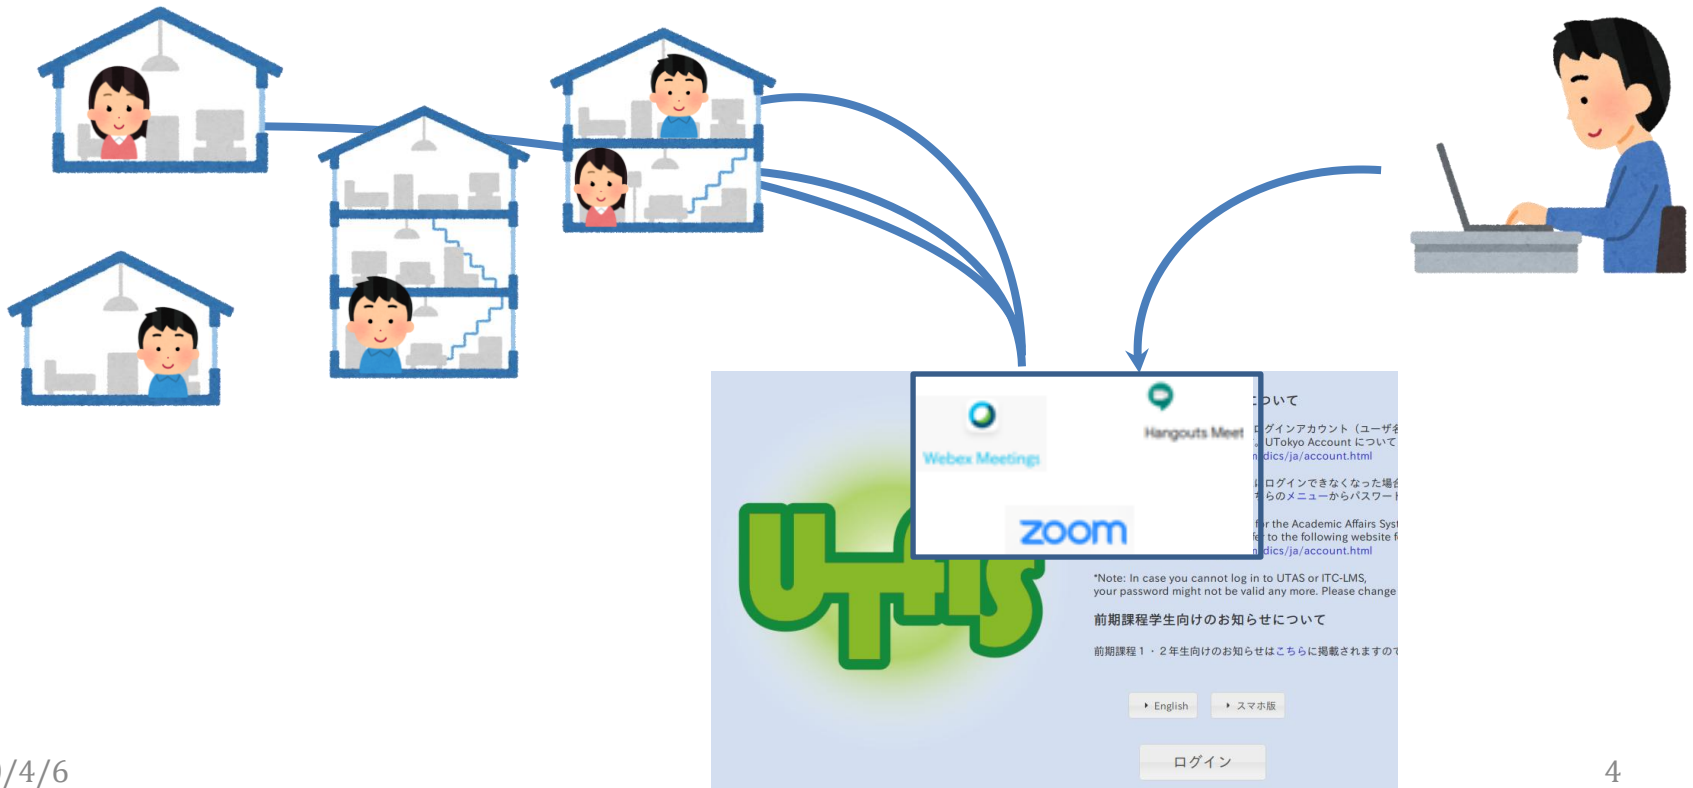 Webex Meetings
Hangouts Meet
zoom
UTAS
ついて
グインアカウント（ユーザ名
。UTokyo Account について
dics/ja/account.html
ログインできなくなった場合
らのメニューからパスワード
for the Academic Affairs Syst
fer to the following website f
dics/ja/account.html
*Note: In case you cannot log in to UTAS or ITC-LMS,
your password might not be valid any more. Please change
前期課程学生向けのお知らせについて
前期課程１・２年生向けのお知らせはこちらに掲載されますので
English
スマホ版
ログイン
/4/6
4